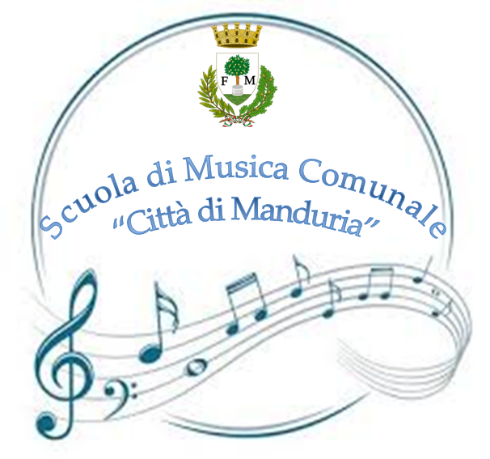 F M
Scuola di Musica Comunale
“Città di Manduria”